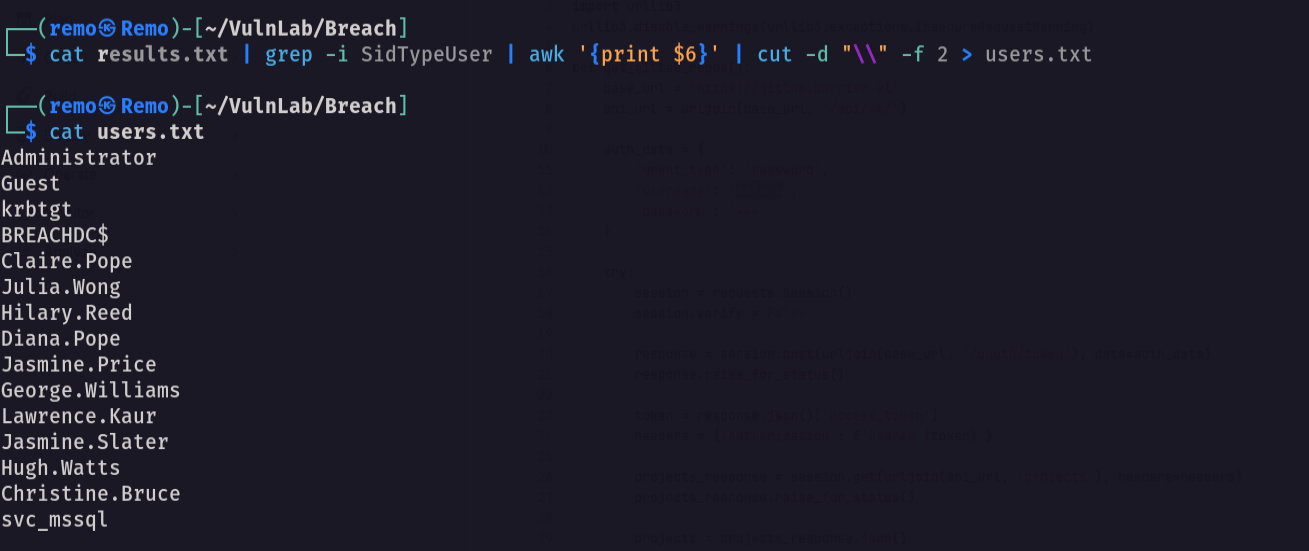 ┌──(remo㉿Remo)-[~/VulnLab/Breach]
└─$ cat results.txt | grep -i SidTypeUser | awk '{print $6}' | cut -d "\\" -f 2 > users.txt
┌──(remo㉿Remo)-[~/VulnLab/Breach]
└─$ cat users.txt
Administrator
Guest
krbtgt
BREACHDC$
Claire.Pope
Julia.Wong
Hilary.Reed
Diana.Pope
Jasmine.Price
George.Williams
Lawrence.Kaur
Jasmine.Slater
Hugh.Watts
Christine.Bruce
svc_mssql